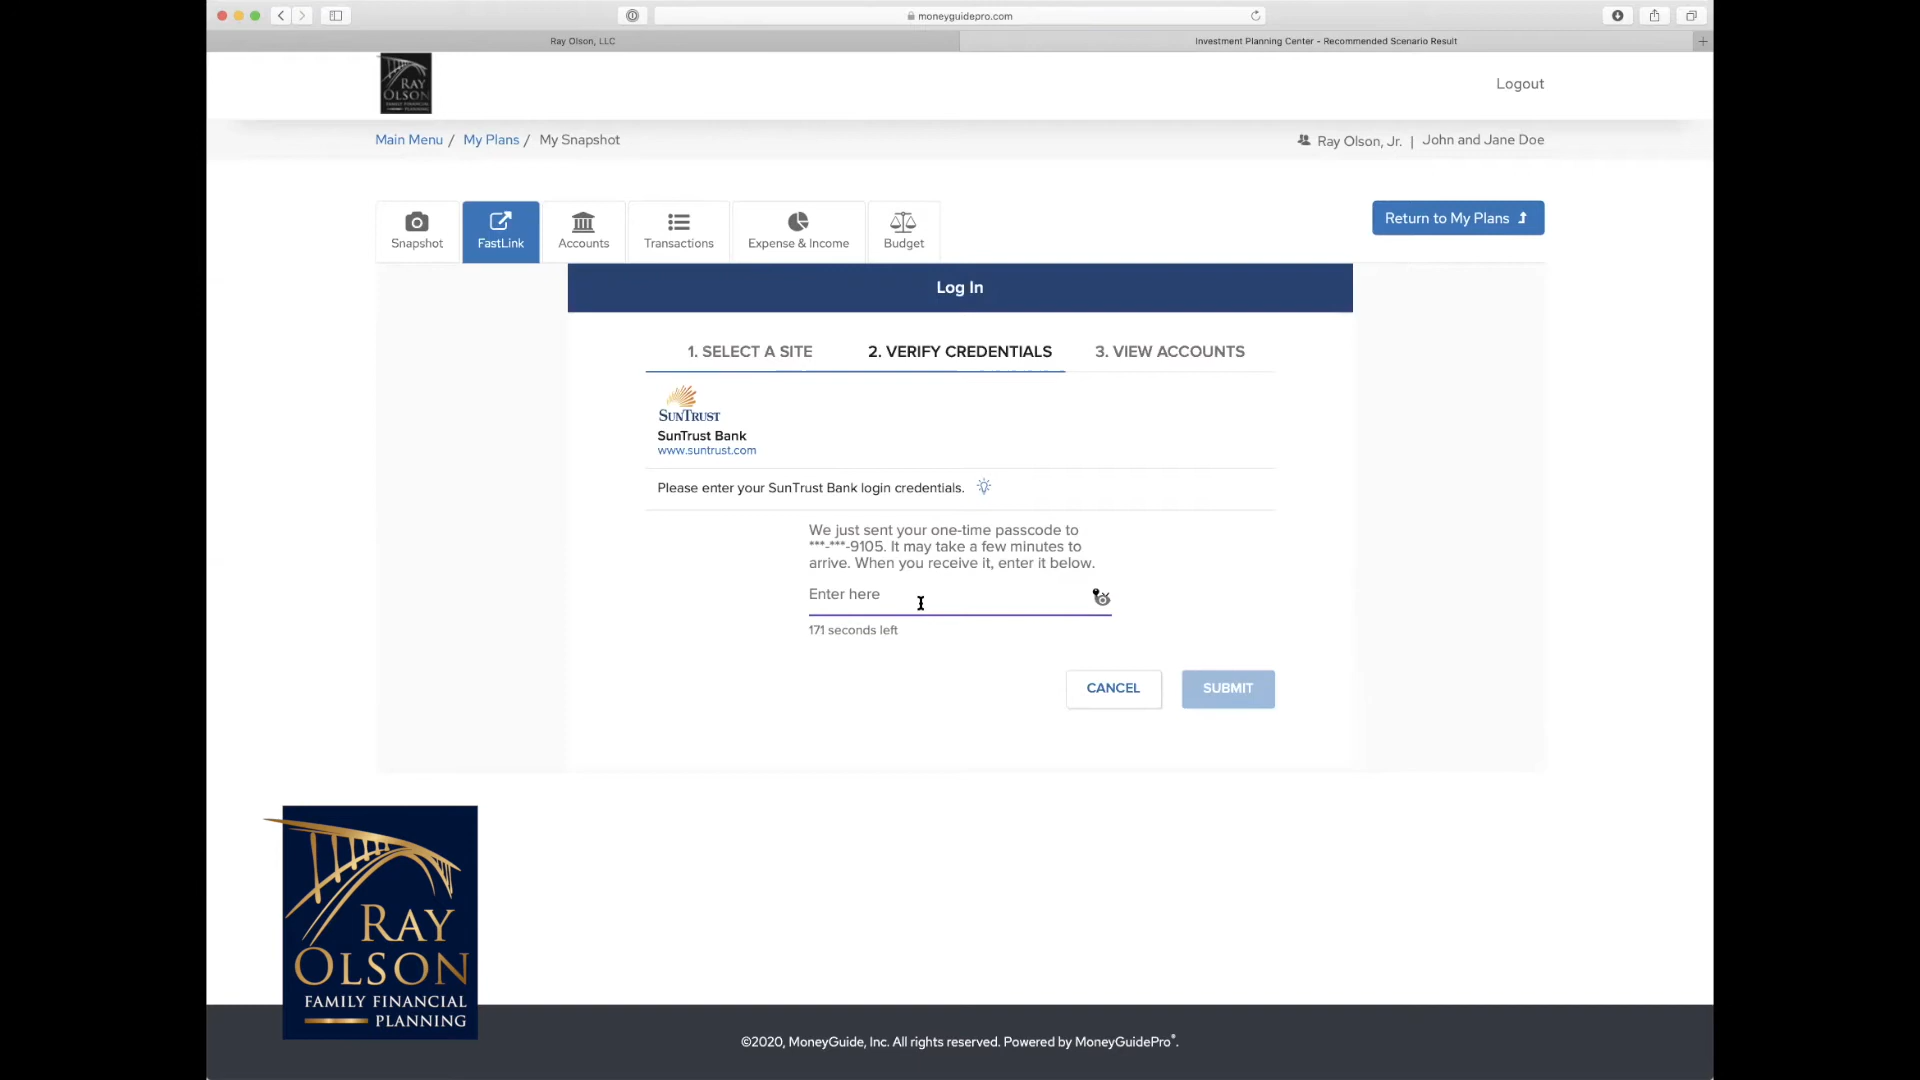 moneyguidepro.com
Ray Olson, LLC
Investment Planning Center - Recommended Scenario Result
RAY
OLSON
FAMILY FINANCIAL
PLANNING
Logout
Main Menu / My Plans / My Snapshot
Ray Olson, Jr. | John and Jane Doe
Snapshot
FastLink
Accounts
Transactions
Expense & Income
Budget
Return to My Plans
Log In
1. SELECT A SITE
2. VERIFY CREDENTIALS
3. VIEW ACCOUNTS
SUNTRUST
SunTrust Bank
www.suntrust.com
Please enter your SunTrust Bank login credentials.
We just sent your one-time passcode to
***-***-9105. It may take a few minutes to
arrive. When you receive it, enter it below.
Enter here
171 seconds left
CANCEL
SUBMIT
RAY
OLSON
FAMILY FINANCIAL
PLANNING
©2020, MoneyGuide, Inc. All rights reserved. Powered by MoneyGuidePro®.